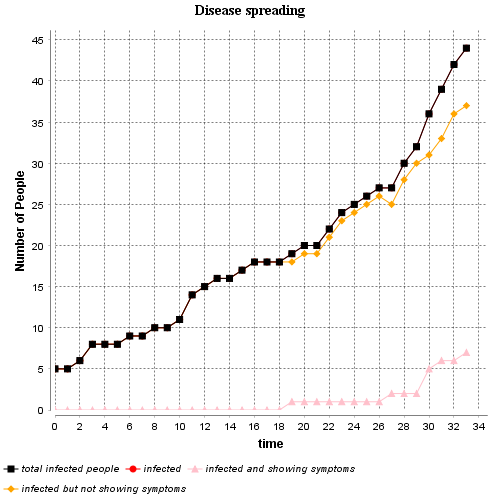 Disease spreading
Number of People
45
40
35
30
25
20
15
10
5
0
0 2 4 6 8 10 12 14 16 18 20 22 24 26 28 30 32 34
time
total infected people infected infected and showing symptoms
infected but not showing symptoms